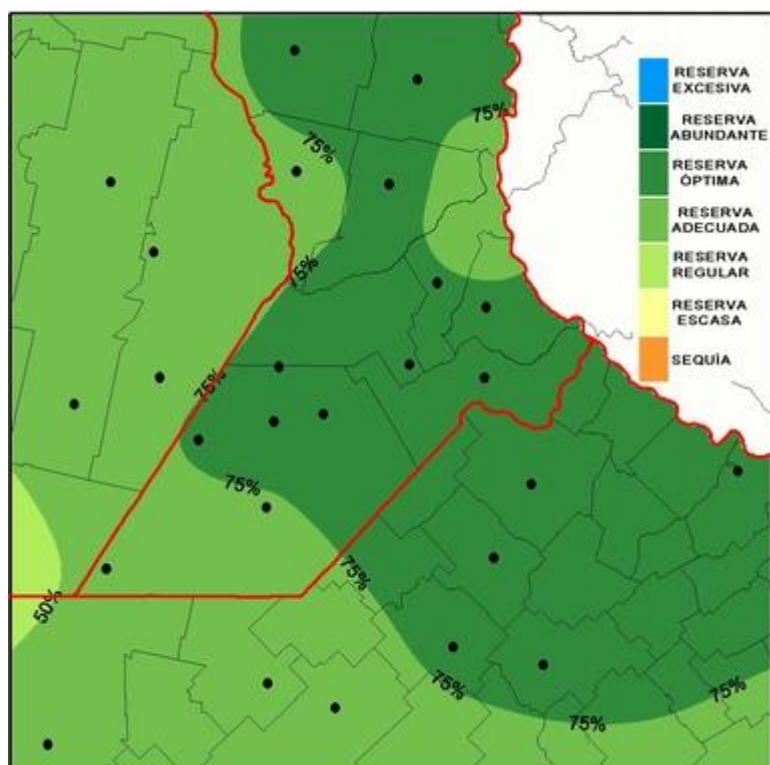 75%
75%
RESERVA
EXCESIVA
RESERVA
ABUNDANTE
RESERVA
ÓPTIMA
RESERVA
ADECUADA
RESERVA
REGULAR
RESERVA
ESCASA
SEQUÌA
75%
75%
75%
75%
50%
75%
75%
75%